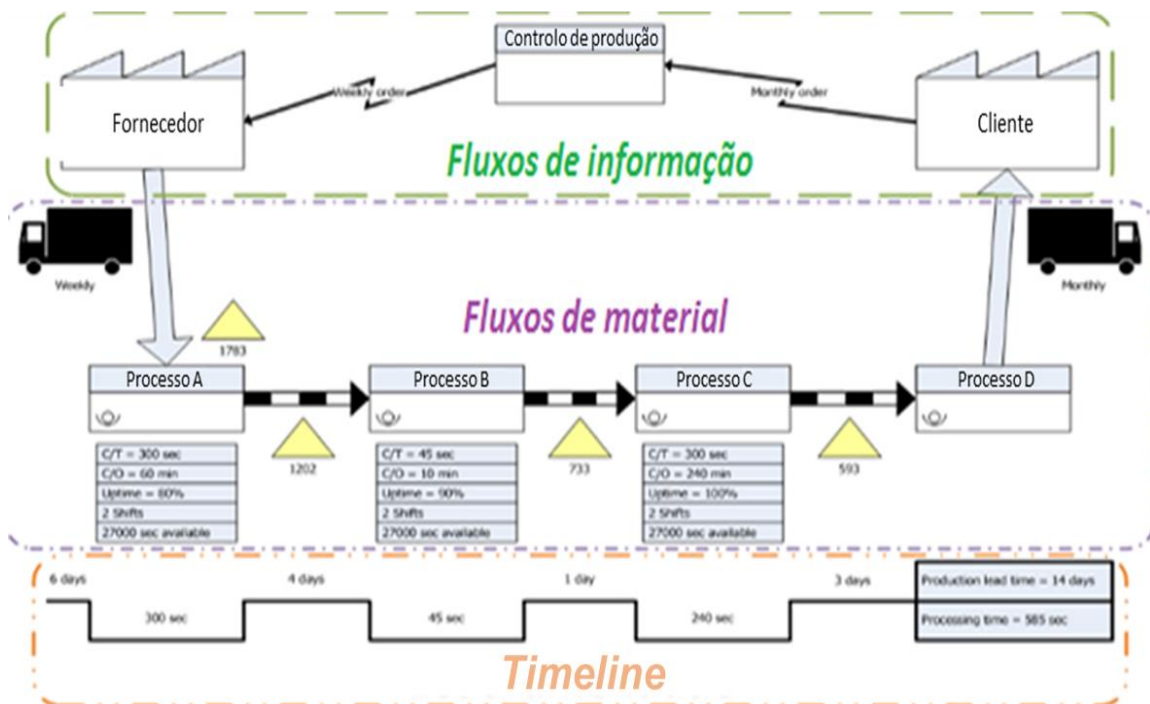 Controlo de produção
Weekly order
Monthly order
Fornecedor
Cliente
Fluxos de informação
Weekly
Monthly
Fluxos de material
1783
Processo A
Processo B
Processo C
Processo D
1202
733
593
C/T = 300 sec
C/O = 60 min
Uptime = 80%
2 Shifts
27000 sec available
C/T = 45 sec
C/O = 10 min
Uptime = 90%
2 Shifts
27000 sec available
C/T = 300 sec
C/O = 240 min
Uptime = 100%
2 Shifts
27000 sec available
6 days
4 days
1 day
3 days
Production lead time = 14 days
300 sec
45 sec
240 sec
Processing time = 585 sec
Timeline